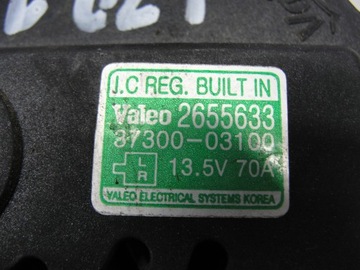 I.C REG. BUILT IN
Valeo 2655633
37300-03100
L
R
13.5V 70A
VALEO ELECTRICAL SYSTEMS KOREA